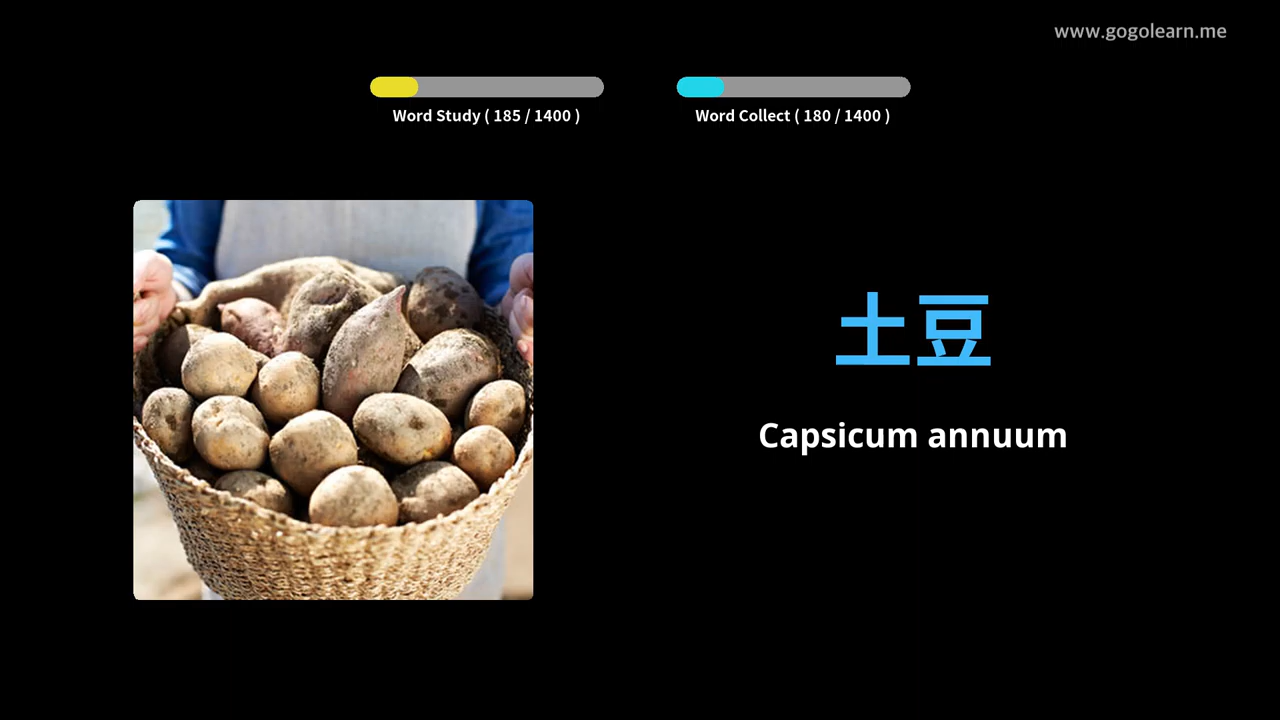 www.gogolearn.me
Word Study ( 185 / 1400 )
Word Collect ( 180 / 1400 )
土豆
Capsicum annuum